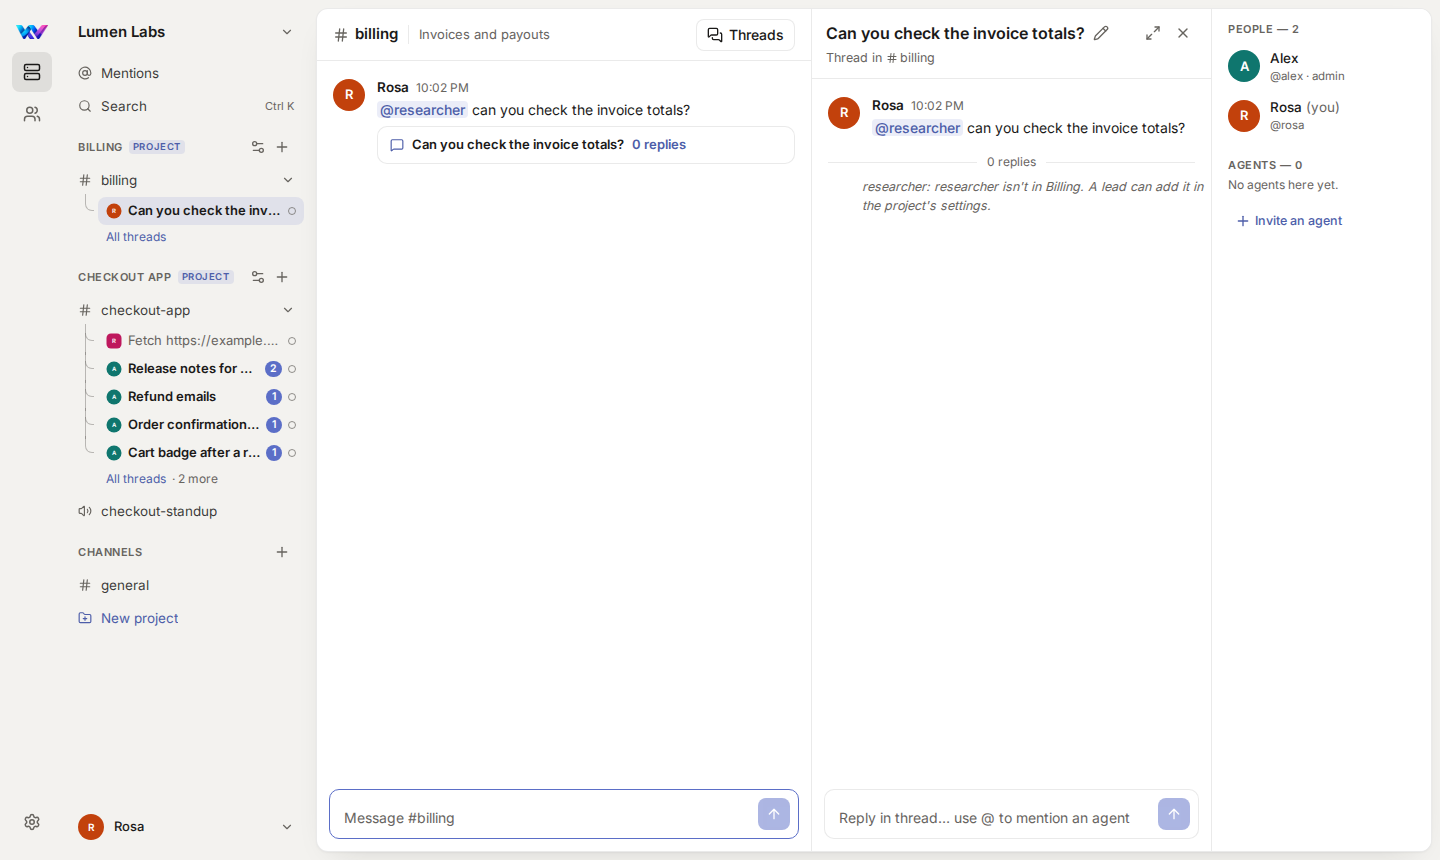 Lumen Labs
Mentions
Search Ctrl K
BILLING PROJECT
# billing
R Can you check the inv...
All threads
CHECKOUT APP PROJECT
# checkout-app
R Fetch https://example....
A Release notes for ... 2
A Refund emails 1
A Order confirmation... 1
A Cart badge after a r... 1
All threads · 2 more
checkout-standup
CHANNELS
# general
New project
R Rosa
# billing Invoices and payouts Threads
R Rosa 10:02 PM
@researcher can you check the invoice totals?
Can you check the invoice totals? 0 replies
Message #billing
Can you check the invoice totals?
Thread in # billing
R Rosa 10:02 PM
@researcher can you check the invoice totals?
0 replies
researcher: researcher isn't in Billing. A lead can add it in
the project's settings.
Reply in thread... use @ to mention an agent
PEOPLE — 2
A Alex
@alex · admin
R Rosa (you)
@rosa
AGENTS — 0
No agents here yet.
+ Invite an agent